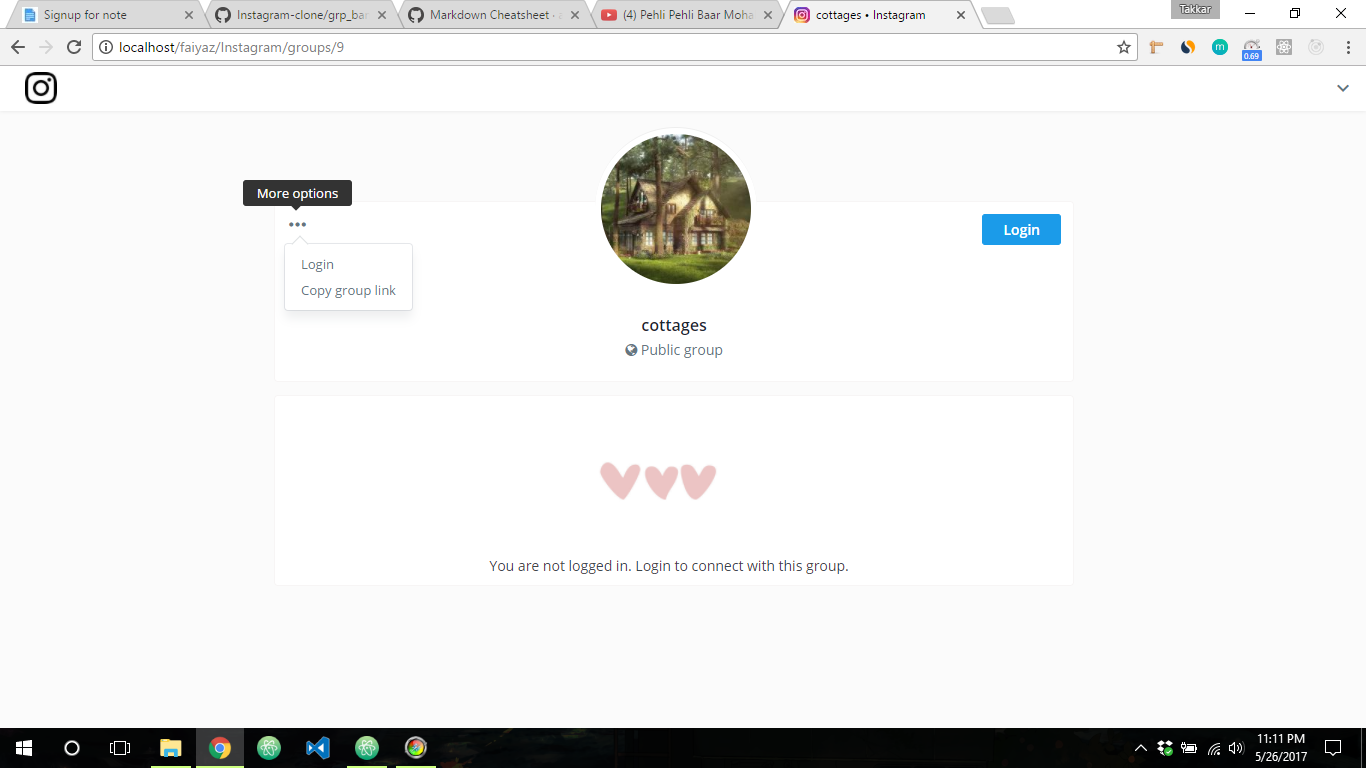 Signup for note
Instagram-clone/grp_ban
Markdown Cheatsheet · a
(4) Pehli Pehli Baar Moha
cottages • Instagram
Takkar
localhost/faiyaz/Instagram/groups/9
m
0.69
More options
Login
Login
Copy group link
cottages
Public group
You are not logged in. Login to connect with this group.
11:11 PM
5/26/2017